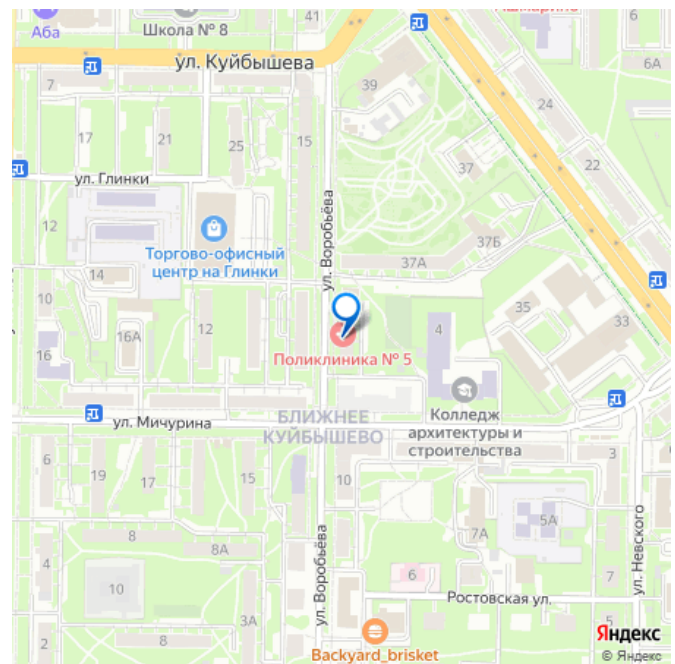 41
6
Аба
Школа № 8
ул. Куйбышева
6А
7
39
24
17
21
25
15
22
ул. Глинки
37
12
ул. Воробьёва
37Б
Торгово-офисный
центр на Глинки
37А
14
10
35
33
12
4
16А
16
Поликлиника № 5
ул. Мичурина
БЛИЖНЕЕ
КУЙБЫШЕВО
Колледж
архитектуры и
строительства
3
6
19
17
15
10
5А
7А
ул. Невского
8
8А
ул. Воробьёва
4
6
7
10
Ростовская ул.
5
2
8
Backyard_brisket
Яндекс
© Яндекс